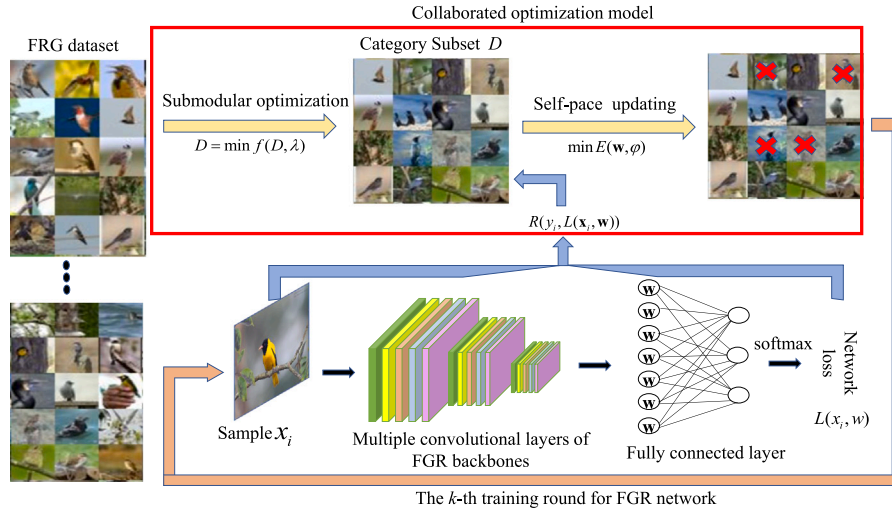 Collaborated optimization model
FRG dataset
Category Subset D
Submodular optimization
D = min f(D, λ)
Self-pace updating
min E(w, φ)
R(y_i, L(x_i, w))
w
w
w
w
w
w
w
softmax
Network
loss
L(x_i, w)
Sample x_i
Multiple convolutional layers of
FGR backbones
Fully connected layer
The k-th training round for FGR network